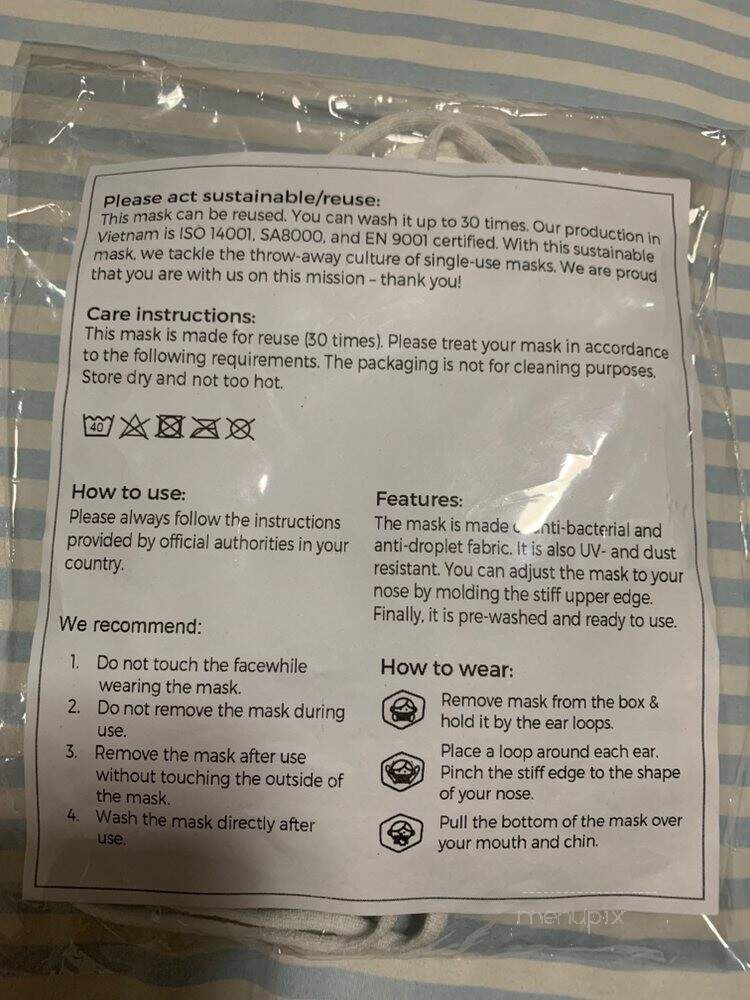 Please act sustainable/reuse:
This mask can be reused. You can wash it up to 30 times. Our production in
Vietnam is ISO 14001, SA8000, and EN 9001 certified. With this sustainable
mask, we tackle the throw-away culture of single-use masks. We are proud
that you are with us on this mission – thank you!
Care instructions:
This mask is made for reuse (30 times). Please treat your mask in accordance
to the following requirements. The packaging is not for cleaning purposes.
Store dry and not too hot.
40°
How to use:
Please always follow the instructions
provided by official authorities in your
country.
We recommend:
1. Do not touch the facewhile
wearing the mask.
2. Do not remove the mask during
use.
3. Remove the mask after use
without touching the outside of
the mask.
4. Wash the mask directly after
use.
Features:
The mask is made anti-bacterial and
anti-droplet fabric. It is also UV- and dust
resistant. You can adjust the mask to your
nose by molding the stiff upper edge.
Finally, it is pre-washed and ready to use.
How to wear:
Remove mask from the box &
hold it by the ear loops.
Place a loop around each ear.
Pinch the stiff edge to the shape
of your nose.
Pull the bottom of the mask over
your mouth and chin.
menupix